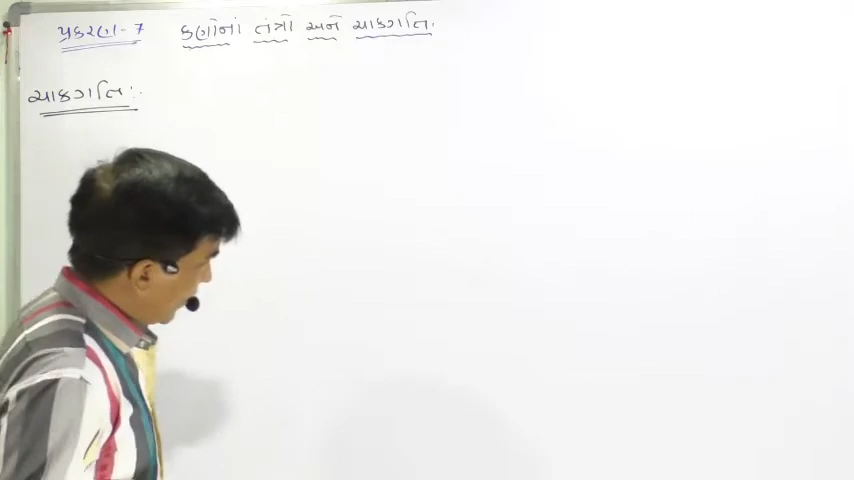 પ્રકરણ-7 કણોનાં તંત્રો અને ચાકગતિ.
ચાકગતિ :-